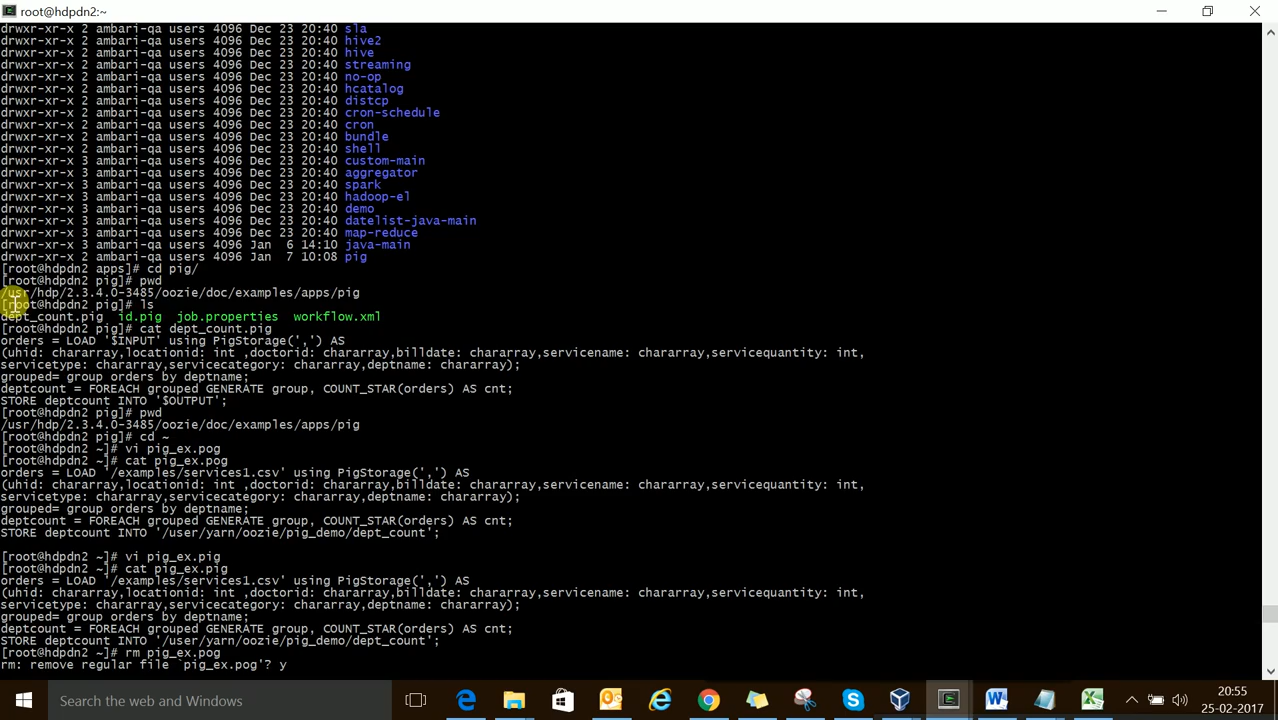 root@hdpdn2:~
drwxr-xr-x 2 ambari-qa users 4096 Dec 23 20:40 sla
drwxr-xr-x 2 ambari-qa users 4096 Dec 23 20:40 hive2
drwxr-xr-x 2 ambari-qa users 4096 Dec 23 20:40 hive
drwxr-xr-x 2 ambari-qa users 4096 Dec 23 20:40 streaming
drwxr-xr-x 2 ambari-qa users 4096 Dec 23 20:40 no-op
drwxr-xr-x 2 ambari-qa users 4096 Dec 23 20:40 hcatalog
drwxr-xr-x 2 ambari-qa users 4096 Dec 23 20:40 distcp
drwxr-xr-x 2 ambari-qa users 4096 Dec 23 20:40 cron-schedule
drwxr-xr-x 2 ambari-qa users 4096 Dec 23 20:40 cron
drwxr-xr-x 2 ambari-qa users 4096 Dec 23 20:40 bundle
drwxr-xr-x 2 ambari-qa users 4096 Dec 23 20:40 shell
drwxr-xr-x 3 ambari-qa users 4096 Dec 23 20:40 custom-main
drwxr-xr-x 3 ambari-qa users 4096 Dec 23 20:40 aggregator
drwxr-xr-x 3 ambari-qa users 4096 Dec 23 20:40 spark
drwxr-xr-x 3 ambari-qa users 4096 Dec 23 20:40 hadoop-el
drwxr-xr-x 3 ambari-qa users 4096 Dec 23 20:40 demo
drwxr-xr-x 3 ambari-qa users 4096 Dec 23 20:40 datelist-java-main
drwxr-xr-x 3 ambari-qa users 4096 Dec 23 20:40 map-reduce
drwxr-xr-x 3 ambari-qa users 4096 Jan  6 14:10 java-main
drwxr-xr-x 2 ambari-qa users 4096 Jan  7 10:08 pig
[root@hdpdn2 apps]# cd pig/
[root@hdpdn2 pig]# pwd
/usr/hdp/2.3.4.0-3485/oozie/doc/examples/apps/pig
[root@hdpdn2 pig]# ls
dept_count.pig  id.pig  job.properties  workflow.xml
[root@hdpdn2 pig]# cat dept_count.pig
orders = LOAD '$INPUT' using PigStorage(',') AS
(uhid: chararray,locationid: int ,doctorid: chararray,billdate: chararray,servicename: chararray,servicequantity: int,
servicetype: chararray,servicecategory: chararray,deptname: chararray);
grouped= group orders by deptname;
deptcount = FOREACH grouped GENERATE group, COUNT_STAR(orders) AS cnt;
STORE deptcount INTO '$OUTPUT';
[root@hdpdn2 pig]# pwd
/usr/hdp/2.3.4.0-3485/oozie/doc/examples/apps/pig
[root@hdpdn2 pig]# cd ~
[root@hdpdn2 ~]# vi pig_ex.pog
[root@hdpdn2 ~]# cat pig_ex.pog
orders = LOAD '/examples/services1.csv' using PigStorage(',') AS
(uhid: chararray,locationid: int ,doctorid: chararray,billdate: chararray,servicename: chararray,servicequantity: int,
servicetype: chararray,servicecategory: chararray,deptname: chararray);
grouped= group orders by deptname;
deptcount = FOREACH grouped GENERATE group, COUNT_STAR(orders) AS cnt;
STORE deptcount INTO '/user/yarn/oozie/pig_demo/dept_count';
[root@hdpdn2 ~]# vi pig_ex.pig
[root@hdpdn2 ~]# cat pig_ex.pig
orders = LOAD '/examples/services1.csv' using PigStorage(',') AS
(uhid: chararray,locationid: int ,doctorid: chararray,billdate: chararray,servicename: chararray,servicequantity: int,
servicetype: chararray,servicecategory: chararray,deptname: chararray);
grouped= group orders by deptname;
deptcount = FOREACH grouped GENERATE group, COUNT_STAR(orders) AS cnt;
STORE deptcount INTO '/user/yarn/oozie/pig_demo/dept_count';
[root@hdpdn2 ~]# rm pig_ex.pog
rm: remove regular file `pig_ex.pog'? y
Search the web and Windows
20:55
25-02-2017